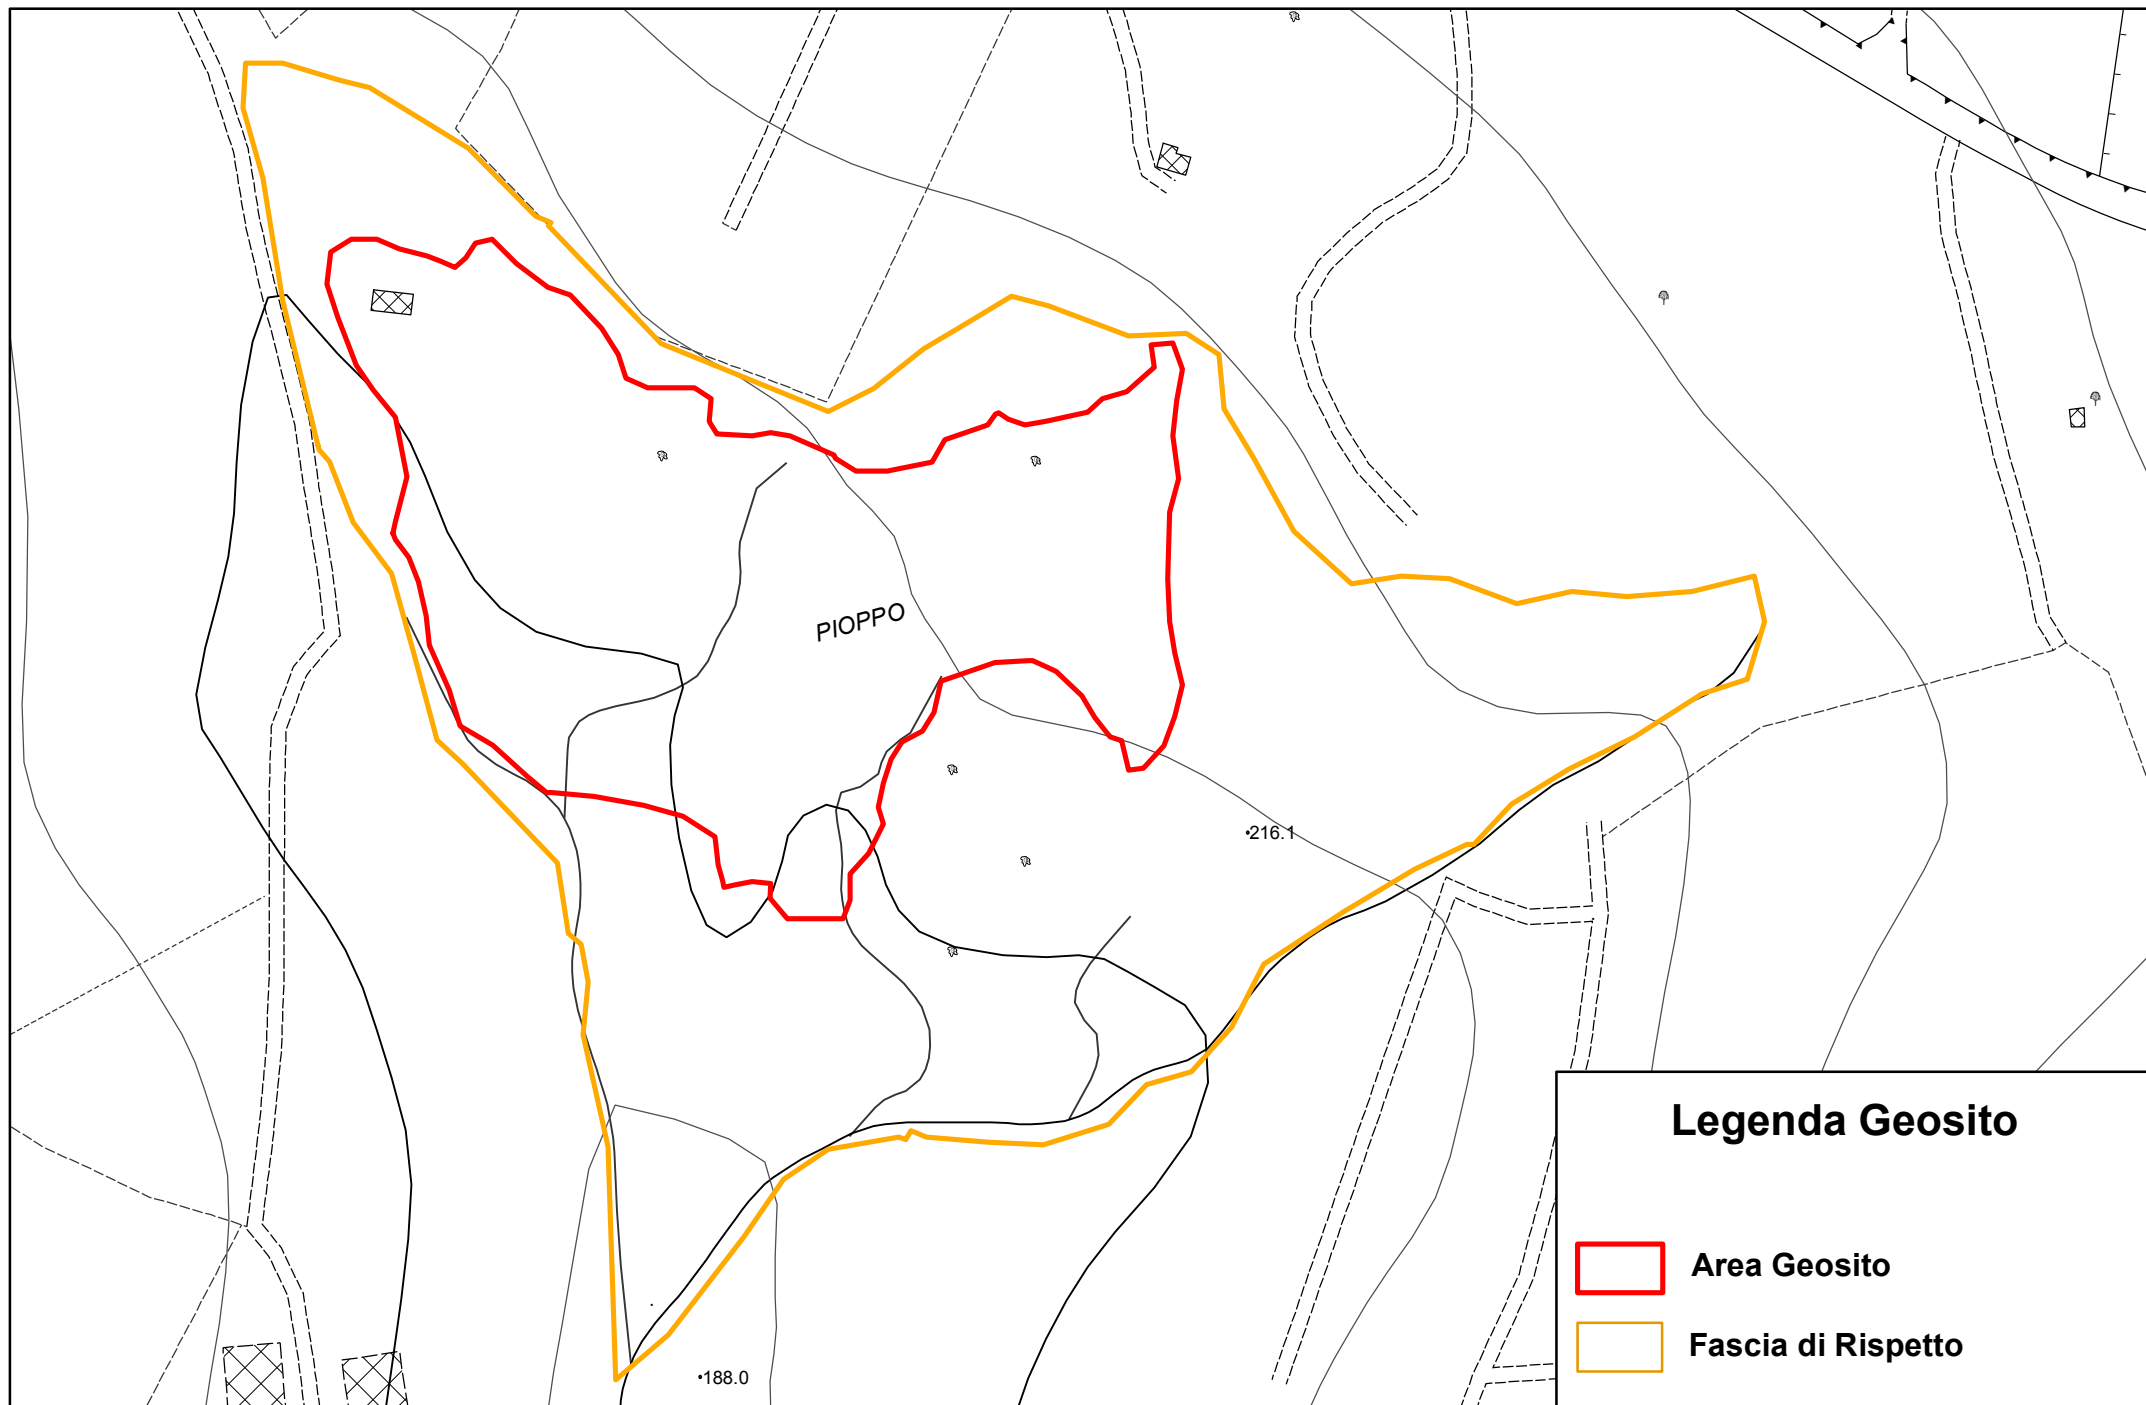 PIOPPO
216.1
188.0
Legenda Geosito
Area Geosito
Fascia di Rispetto